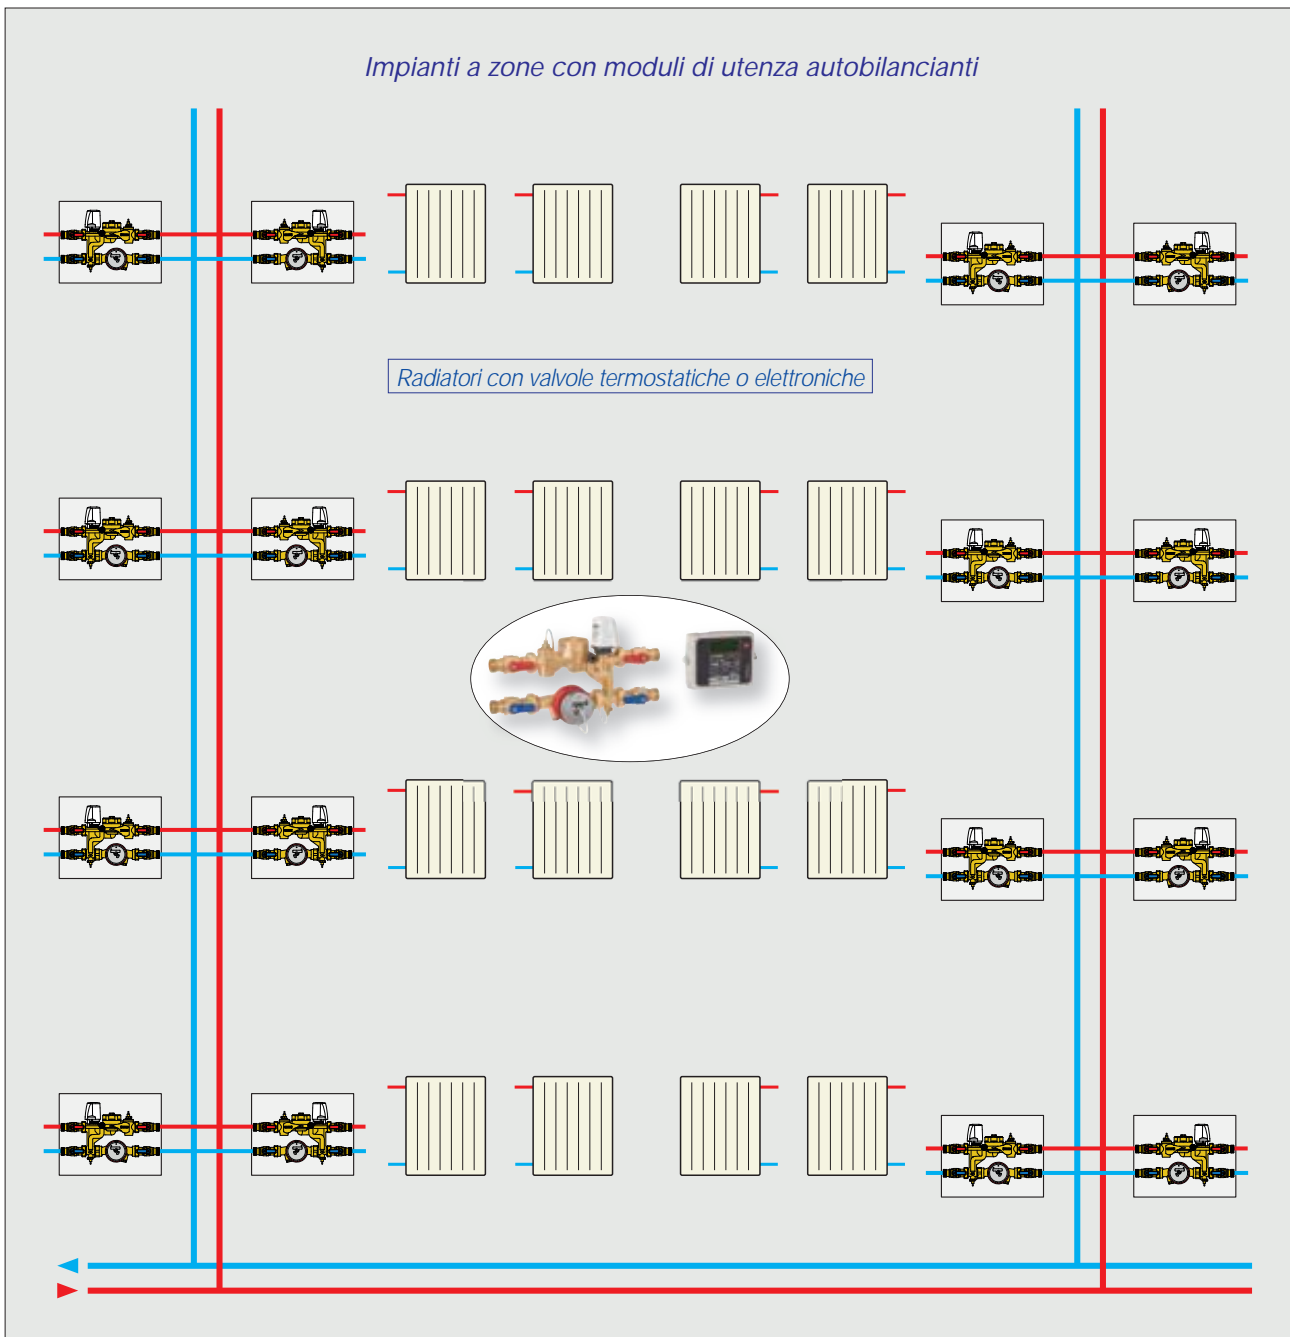 Impianti a zone con moduli di utenza autobilancianti
Radiatori con valvole termostatiche o elettroniche